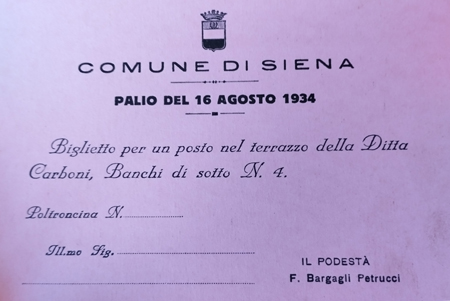 COMUNE DI SIENA
PALIO DEL 16 AGOSTO 1934
Biglietto per un posto nel terrazzo della Ditta
Carboni, Banchi di sotto N. 4.
Poltroncina N.
Ill.mo Sig.
IL PODESTÀ
F. Bargagli Petrucci